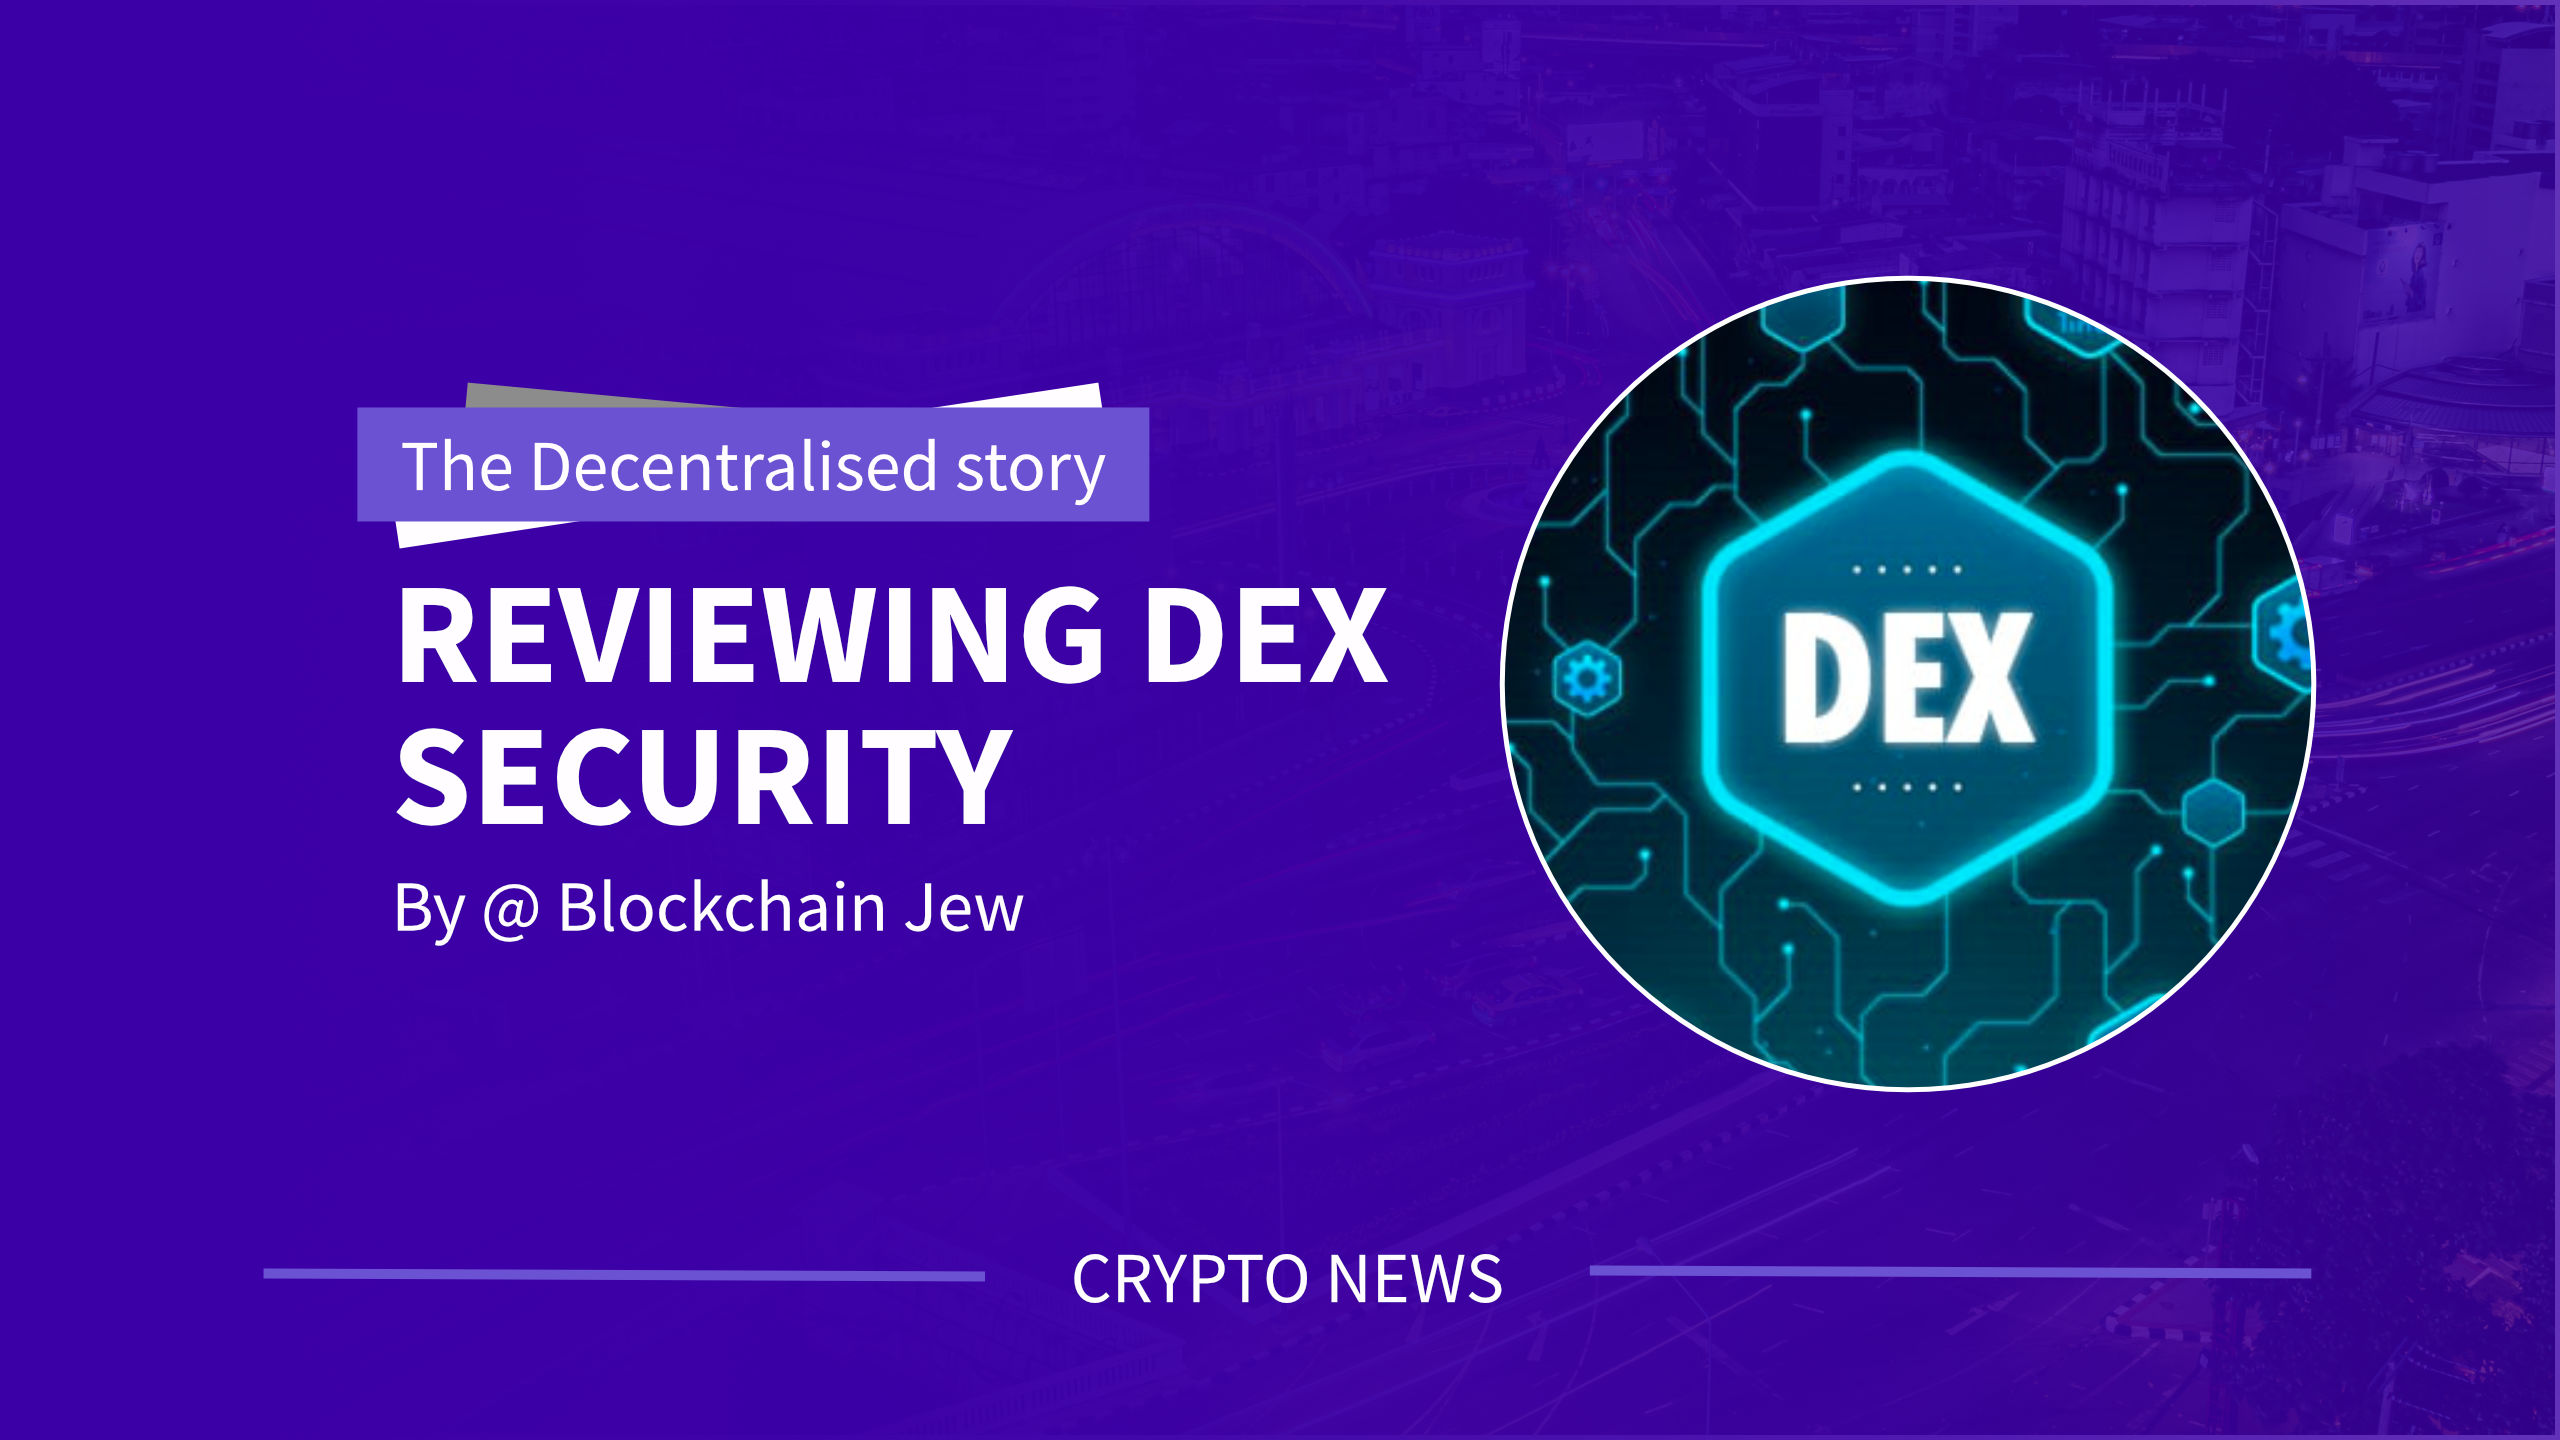 The Decentralised story
REVIEWING DEX
SECURITY
By @ Blockchain Jew
DEX
CRYPTO NEWS